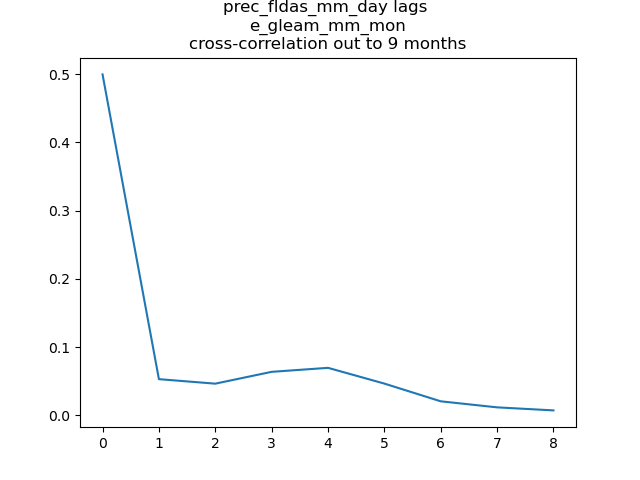 prec_fldas_mm_day lags
e_gleam_mm_mon
cross-correlation out to 9 months
0.5
0.4
0.3
0.2
0.1
0.0
0 1 2 3 4 5 6 7 8